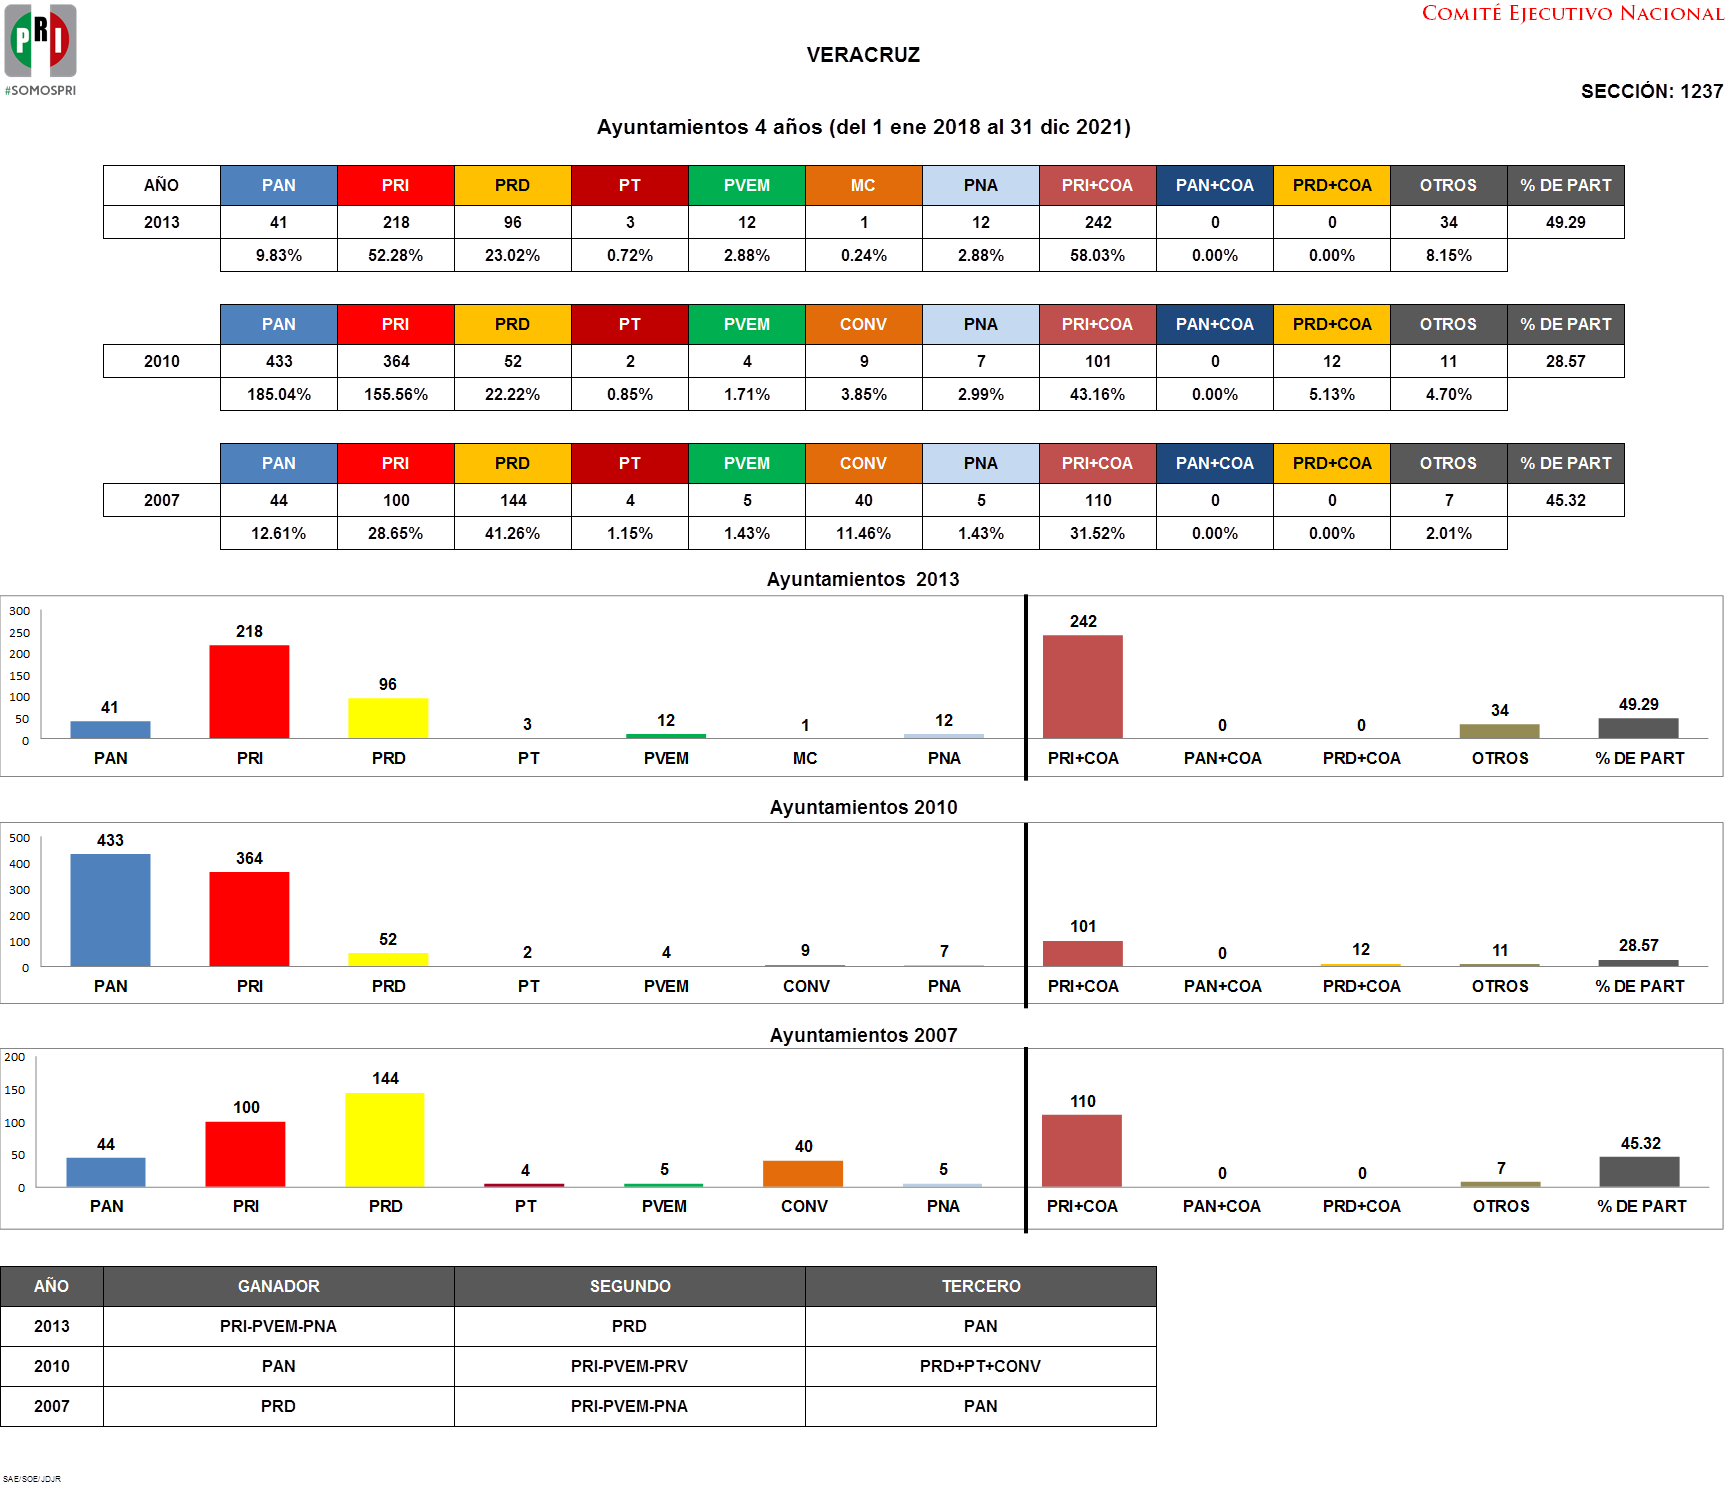 PRI
#SOMOSPRI
COMITÉ EJECUTIVO NACIONAL
VERACRUZ
SECCIÓN: 1237
Ayuntamientos 4 años (del 1 ene 2018 al 31 dic 2021)
AÑO PAN PRI PRD PT PVEM MC PNA PRI+COA PAN+COA PRD+COA OTROS % DE PART
2013 41 218 96 3 12 1 12 242 0 0 34 49.29
9.83% 52.28% 23.02% 0.72% 2.88% 0.24% 2.88% 58.03% 0.00% 0.00% 8.15%
PAN PRI PRD PT PVEM CONV PNA PRI+COA PAN+COA PRD+COA OTROS % DE PART
2010 433 364 52 2 4 9 7 101 0 12 11 28.57
185.04% 155.56% 22.22% 0.85% 1.71% 3.85% 2.99% 43.16% 0.00% 5.13% 4.70%
PAN PRI PRD PT PVEM CONV PNA PRI+COA PAN+COA PRD+COA OTROS % DE PART
2007 44 100 144 4 5 40 5 110 0 0 7 45.32
12.61% 28.65% 41.26% 1.15% 1.43% 11.46% 1.43% 31.52% 0.00% 0.00% 2.01%
Ayuntamientos 2013
300
250
200
150
100
50
0
41 218 96 3 12 1 12 242 0 0 34 49.29
PAN PRI PRD PT PVEM MC PNA PRI+COA PAN+COA PRD+COA OTROS % DE PART
Ayuntamientos 2010
500
400
300
200
100
0
433 364 52 2 4 9 7 101 0 12 11 28.57
PAN PRI PRD PT PVEM CONV PNA PRI+COA PAN+COA PRD+COA OTROS % DE PART
Ayuntamientos 2007
200
150
100
50
0
44 100 144 4 5 40 5 110 0 0 7 45.32
PAN PRI PRD PT PVEM CONV PNA PRI+COA PAN+COA PRD+COA OTROS % DE PART
AÑO GANADOR SEGUNDO TERCERO
2013 PRI-PVEM-PNA PRD PAN
2010 PAN PRI-PVEM-PRV PRD+PT+CONV
2007 PRD PRI-PVEM-PNA PAN
SAE/SOE/JDJR